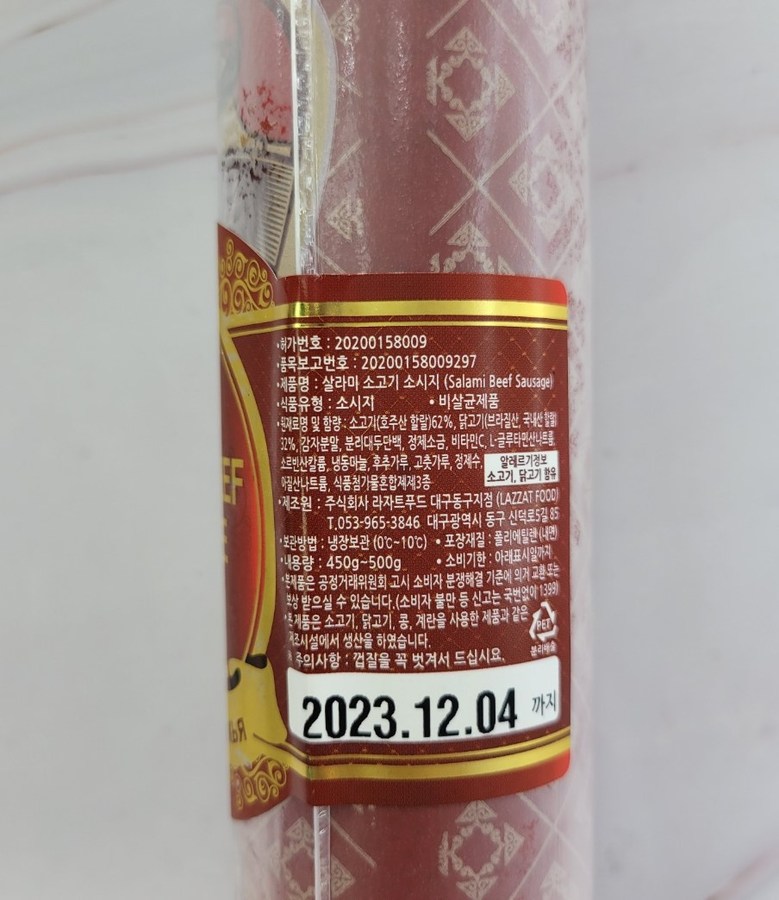 •허가번호 : 20200158009
•품목보고번호 : 20200158009297
•제품명 : 살라미 소고기 소시지 (Salami Beef Sausage)
•식품유형 : 소시지 • 비살균제품
•원재료명 및 함량 : 소고기(호주산 할랄)62%, 닭고기(브라질산, 국내산 할랄)
32%, 감자분말, 분리대두단백, 정제소금, 비타민C, L-글루타민산나트륨,
소르빈산칼륨, 냉동마늘, 후추가루, 고춧가루, 정제수,
아질산나트륨, 식품첨가물혼합제제3종
알레르기정보
소고기, 닭고기 함유
•제조원 : 주식회사 라자트푸드 대구동구지점 (LAZZAT FOOD)
T.053-965-3846 대구광역시 동구 신덕로5길 85
•보관방법 : 냉장보관 (0℃~10℃) • 포장재질 : 폴리에틸렌(내면)
•내용량 : 450g~500g • 소비기한 : 아래표시일까지
본제품은 공정거래위원회 고시 소비자 분쟁해결 기준에 의거 교환 또는
보상 받으실 수 있습니다.(소비자 불만 등 신고는 국번없이 1399)
본제품은 소고기, 닭고기, 콩, 계란을 사용한 제품과 같은
제조시설에서 생산을 하였습니다.
주의사항 : 껍질을 꼭 벗겨서 드십시요.
PET
분리배출
2023.12.04 까지
EF
E